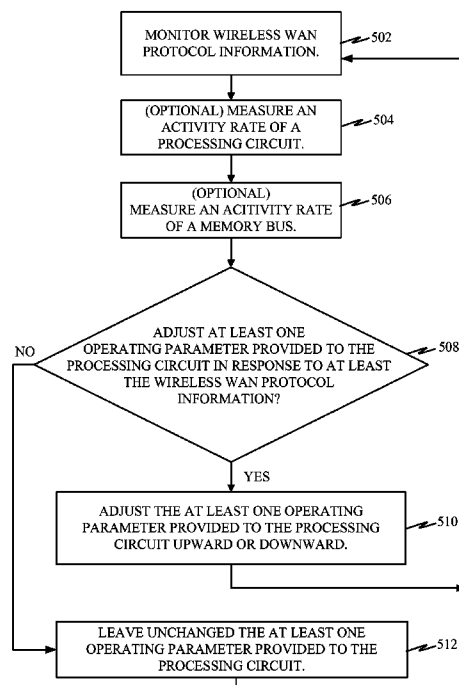 MONITOR WIRELESS WAN
PROTOCOL INFORMATION.
502
(OPTIONAL) MEASURE AN
ACTIVITY RATE OF A
PROCESSING CIRCUIT.
504
(OPTIONAL)
MEASURE AN ACITIVITY RATE
OF A MEMORY BUS.
506
ADJUST AT LEAST ONE
OPERATING PARAMETER PROVIDED TO THE
PROCESSING CIRCUIT IN RESPONSE TO AT LEAST
THE WIRELESS WAN PROTOCOL
INFORMATION?
508
NO
YES
ADJUST THE AT LEAST ONE OPERATING
PARAMETER PROVIDED TO THE PROCESSING
CIRCUIT UPWARD OR DOWNWARD.
510
LEAVE UNCHANGED THE AT LEAST ONE
OPERATING PARAMETER PROVIDED TO THE
PROCESSING CIRCUIT.
512